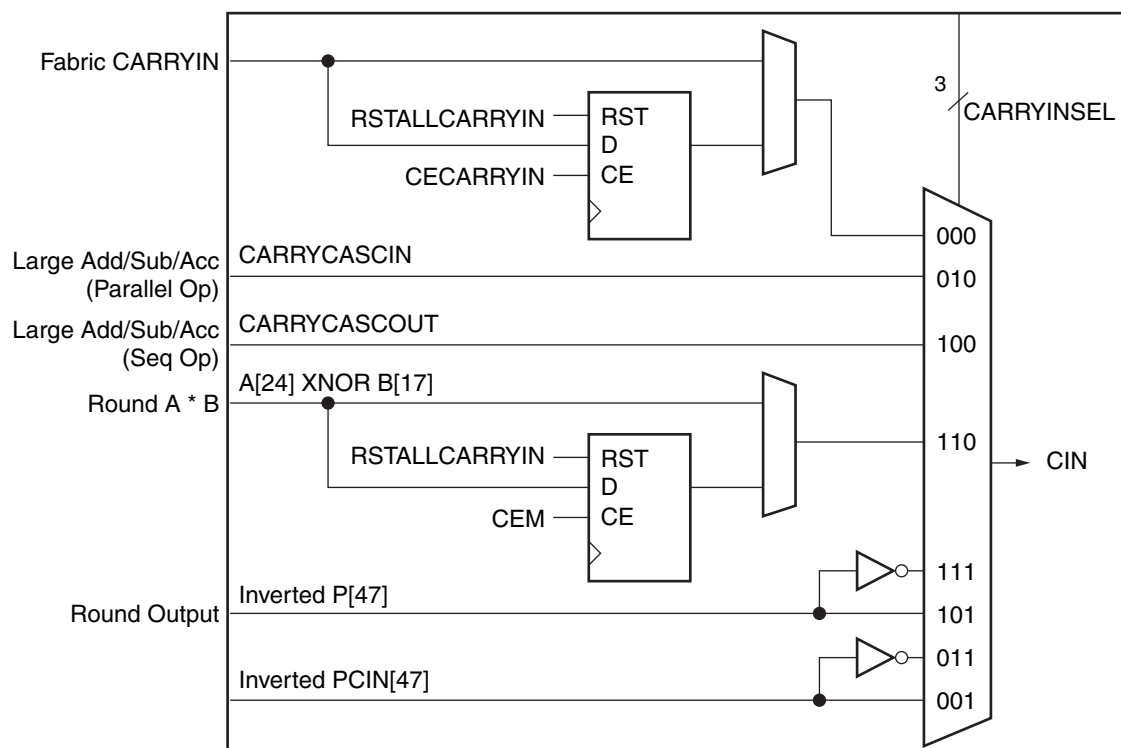 Fabric CARRYIN
3
CARRYINSEL
RSTALLCARRYIN
RST
D
CECARRYIN
CE
000
Large Add/Sub/Acc
(Parallel Op)
CARRYCASCIN
010
Large Add/Sub/Acc
(Seq Op)
CARRYCASCOUT
100
A[24] XNOR B[17]
Round A * B
110
RSTALLCARRYIN
RST
D
CIN
CEM
CE
111
Inverted P[47]
Round Output
101
011
Inverted PCIN[47]
001